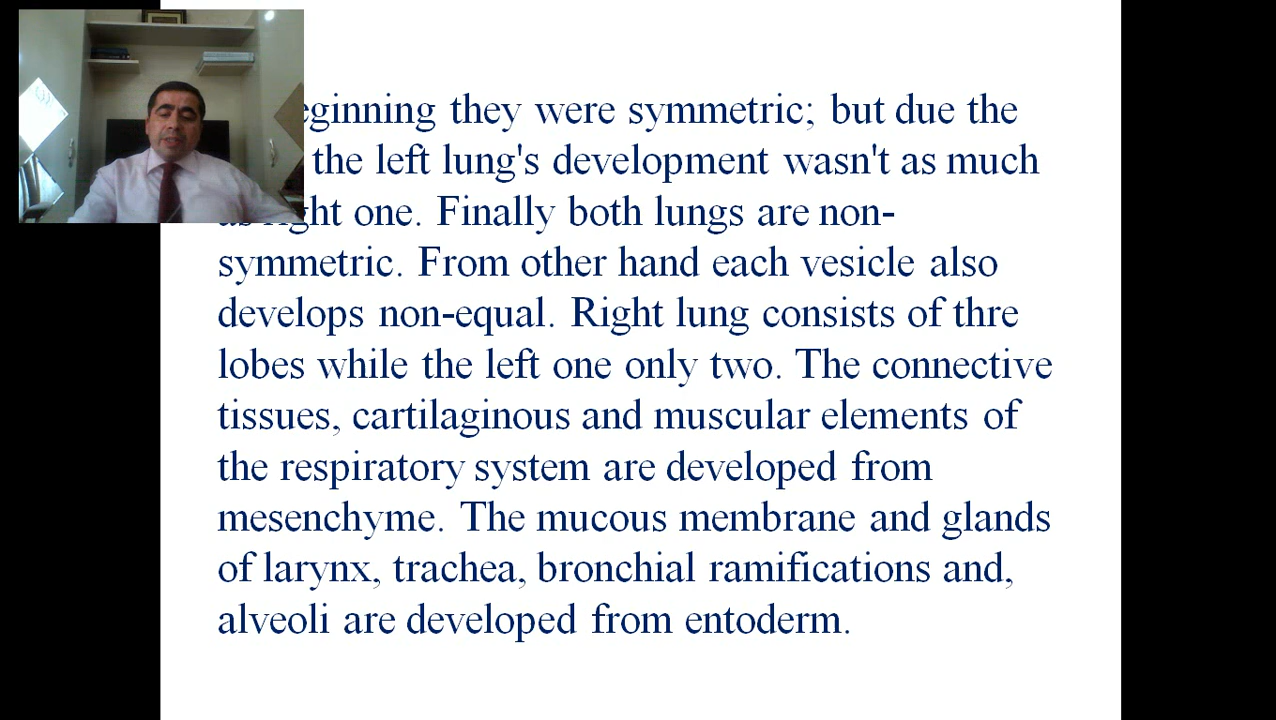 eginning they were symmetric; but due the
the left lung's development wasn't as much
as right one. Finally both lungs are non-
symmetric. From other hand each vesicle also
develops non-equal. Right lung consists of thre
lobes while the left one only two. The connective
tissues, cartilaginous and muscular elements of
the respiratory system are developed from
mesenchyme. The mucous membrane and glands
of larynx, trachea, bronchial ramifications and,
alveoli are developed from entoderm.